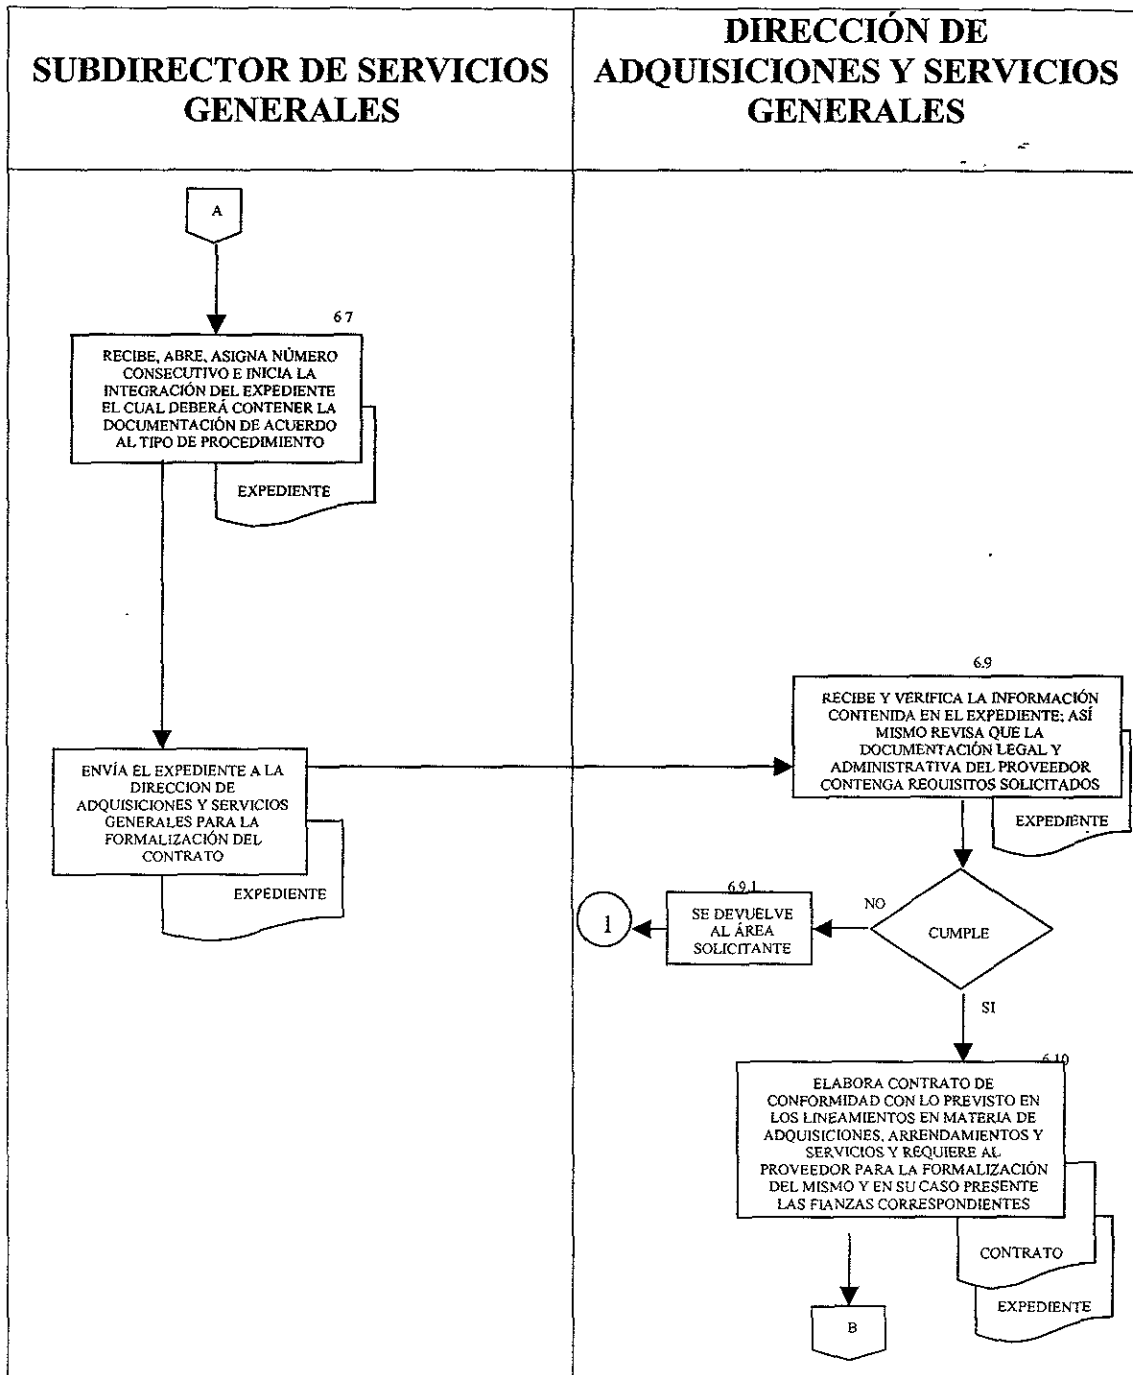 SUBDIRECTOR DE SERVICIOS
GENERALES
DIRECCIÓN DE
ADQUISICIONES Y SERVICIOS
GENERALES
A
6 7
RECIBE, ABRE, ASIGNA NÚMERO
CONSECUTIVO E INICIA LA
INTEGRACIÓN DEL EXPEDIENTE
EL CUAL DEBERÁ CONTENER LA
DOCUMENTACIÓN DE ACUERDO
AL TIPO DE PROCEDIMIENTO
EXPEDIENTE
ENVÍA EL EXPEDIENTE A LA
DIRECCION DE
ADQUISICIONES Y SERVICIOS
GENERALES PARA LA
FORMALIZACIÓN DEL
CONTRATO
EXPEDIENTE
6.9
RECIBE Y VERIFICA LA INFORMACIÓN
CONTENIDA EN EL EXPEDIENTE; ASÍ
MISMO REVISA QUE LA
DOCUMENTACIÓN LEGAL Y
ADMINISTRATIVA DEL PROVEEDOR
CONTENGA REQUISITOS SOLICITADOS
EXPEDIENTE
CUMPLE
NO
6.9.1
SE DEVUELVE
AL ÁREA
SOLICITANTE
1
SI
6.10
ELABORA CONTRATO DE
CONFORMIDAD CON LO PREVISTO EN
LOS LINEAMIENTOS EN MATERIA DE
ADQUISICIONES, ARRENDAMIENTOS Y
SERVICIOS Y REQUIERE AL
PROVEEDOR PARA LA FORMALIZACIÓN
DEL MISMO Y EN SU CASO PRESENTE
LAS FIANZAS CORRESPONDIENTES
CONTRATO
EXPEDIENTE
B